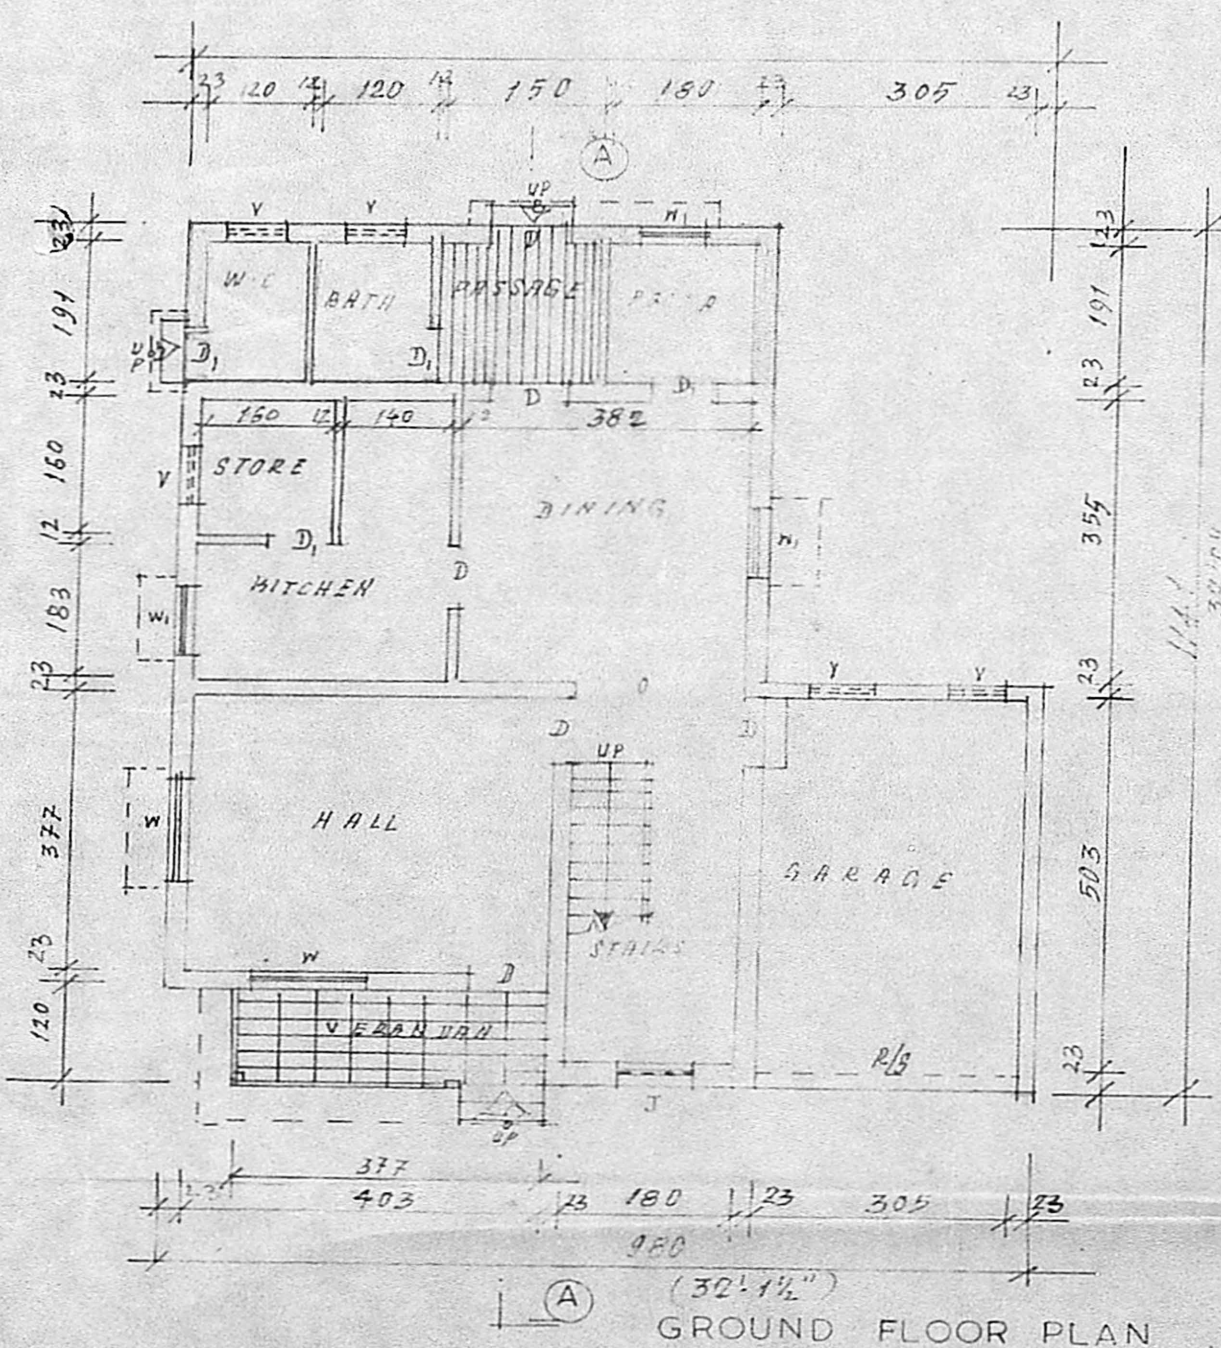 23 120 12 120 12 150 180 23 305 23
A
UP
V V D W1
23 23
W.C BATH PASSAGE
191 191
UP D D1 D1
23 D D1 23
160 12 140 12 382
160 V STORE
DINING 355
12 D1 W1
D
KITCHEN
183 W1
23 23
V V
O
D D
UP
377 W HALL
GARAGE 503
STAIRS
23 W D
120 VERANDAH
R/S 23
J
UP
377
23 403 23 180 23 305 23
980
(32'-1½")
A
GROUND FLOOR PLAN